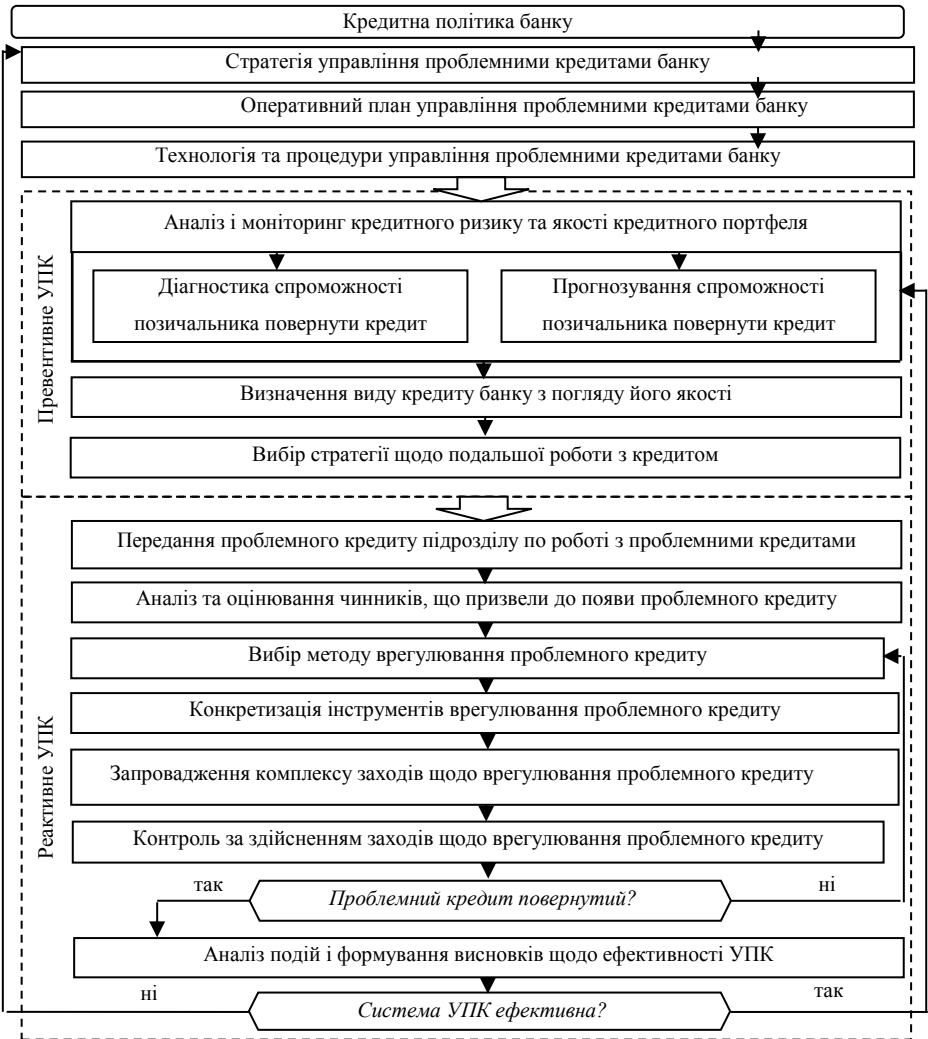 Кредитна політика банку
Стратегія управління проблемними кредитами банку
Оперативний план управління проблемними кредитами банку
Технологія та процедури управління проблемними кредитами банку
Превентивне УПК
Аналіз і моніторинг кредитного ризику та якості кредитного портфеля
Діагностика спроможності
позичальника повернути кредит
Прогнозування спроможності
позичальника повернути кредит
Визначення виду кредиту банку з погляду його якості
Вибір стратегії щодо подальшої роботи з кредитом
Реактивне УПК
Передання проблемного кредиту підрозділу по роботі з проблемними кредитами
Аналіз та оцінювання чинників, що призвели до появи проблемного кредиту
Вибір методу врегулювання проблемного кредиту
Конкретизація інструментів врегулювання проблемного кредиту
Запровадження комплексу заходів щодо врегулювання проблемного кредиту
Контроль за здійсненням заходів щодо врегулювання проблемного кредиту
так
Проблемний кредит повернутий?
ні
Аналіз подій і формування висновків щодо ефективності УПК
ні
Система УПК ефективна?
так